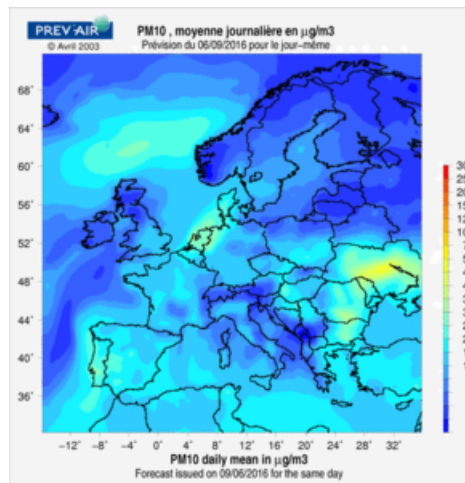 PREV'AIR
© Avril 2003
PM10 , moyenne journalière en µg/m3
Prévision du 06/09/2016 pour le jour-même
68°
64°
60°
56°
52°
48°
44°
40°
36°
−12° −8° −4° 0° 4° 8° 12° 16° 20° 24° 28° 32°
PM10 daily mean in µg/m3
Forecast issued on 09/06/2016 for the same day